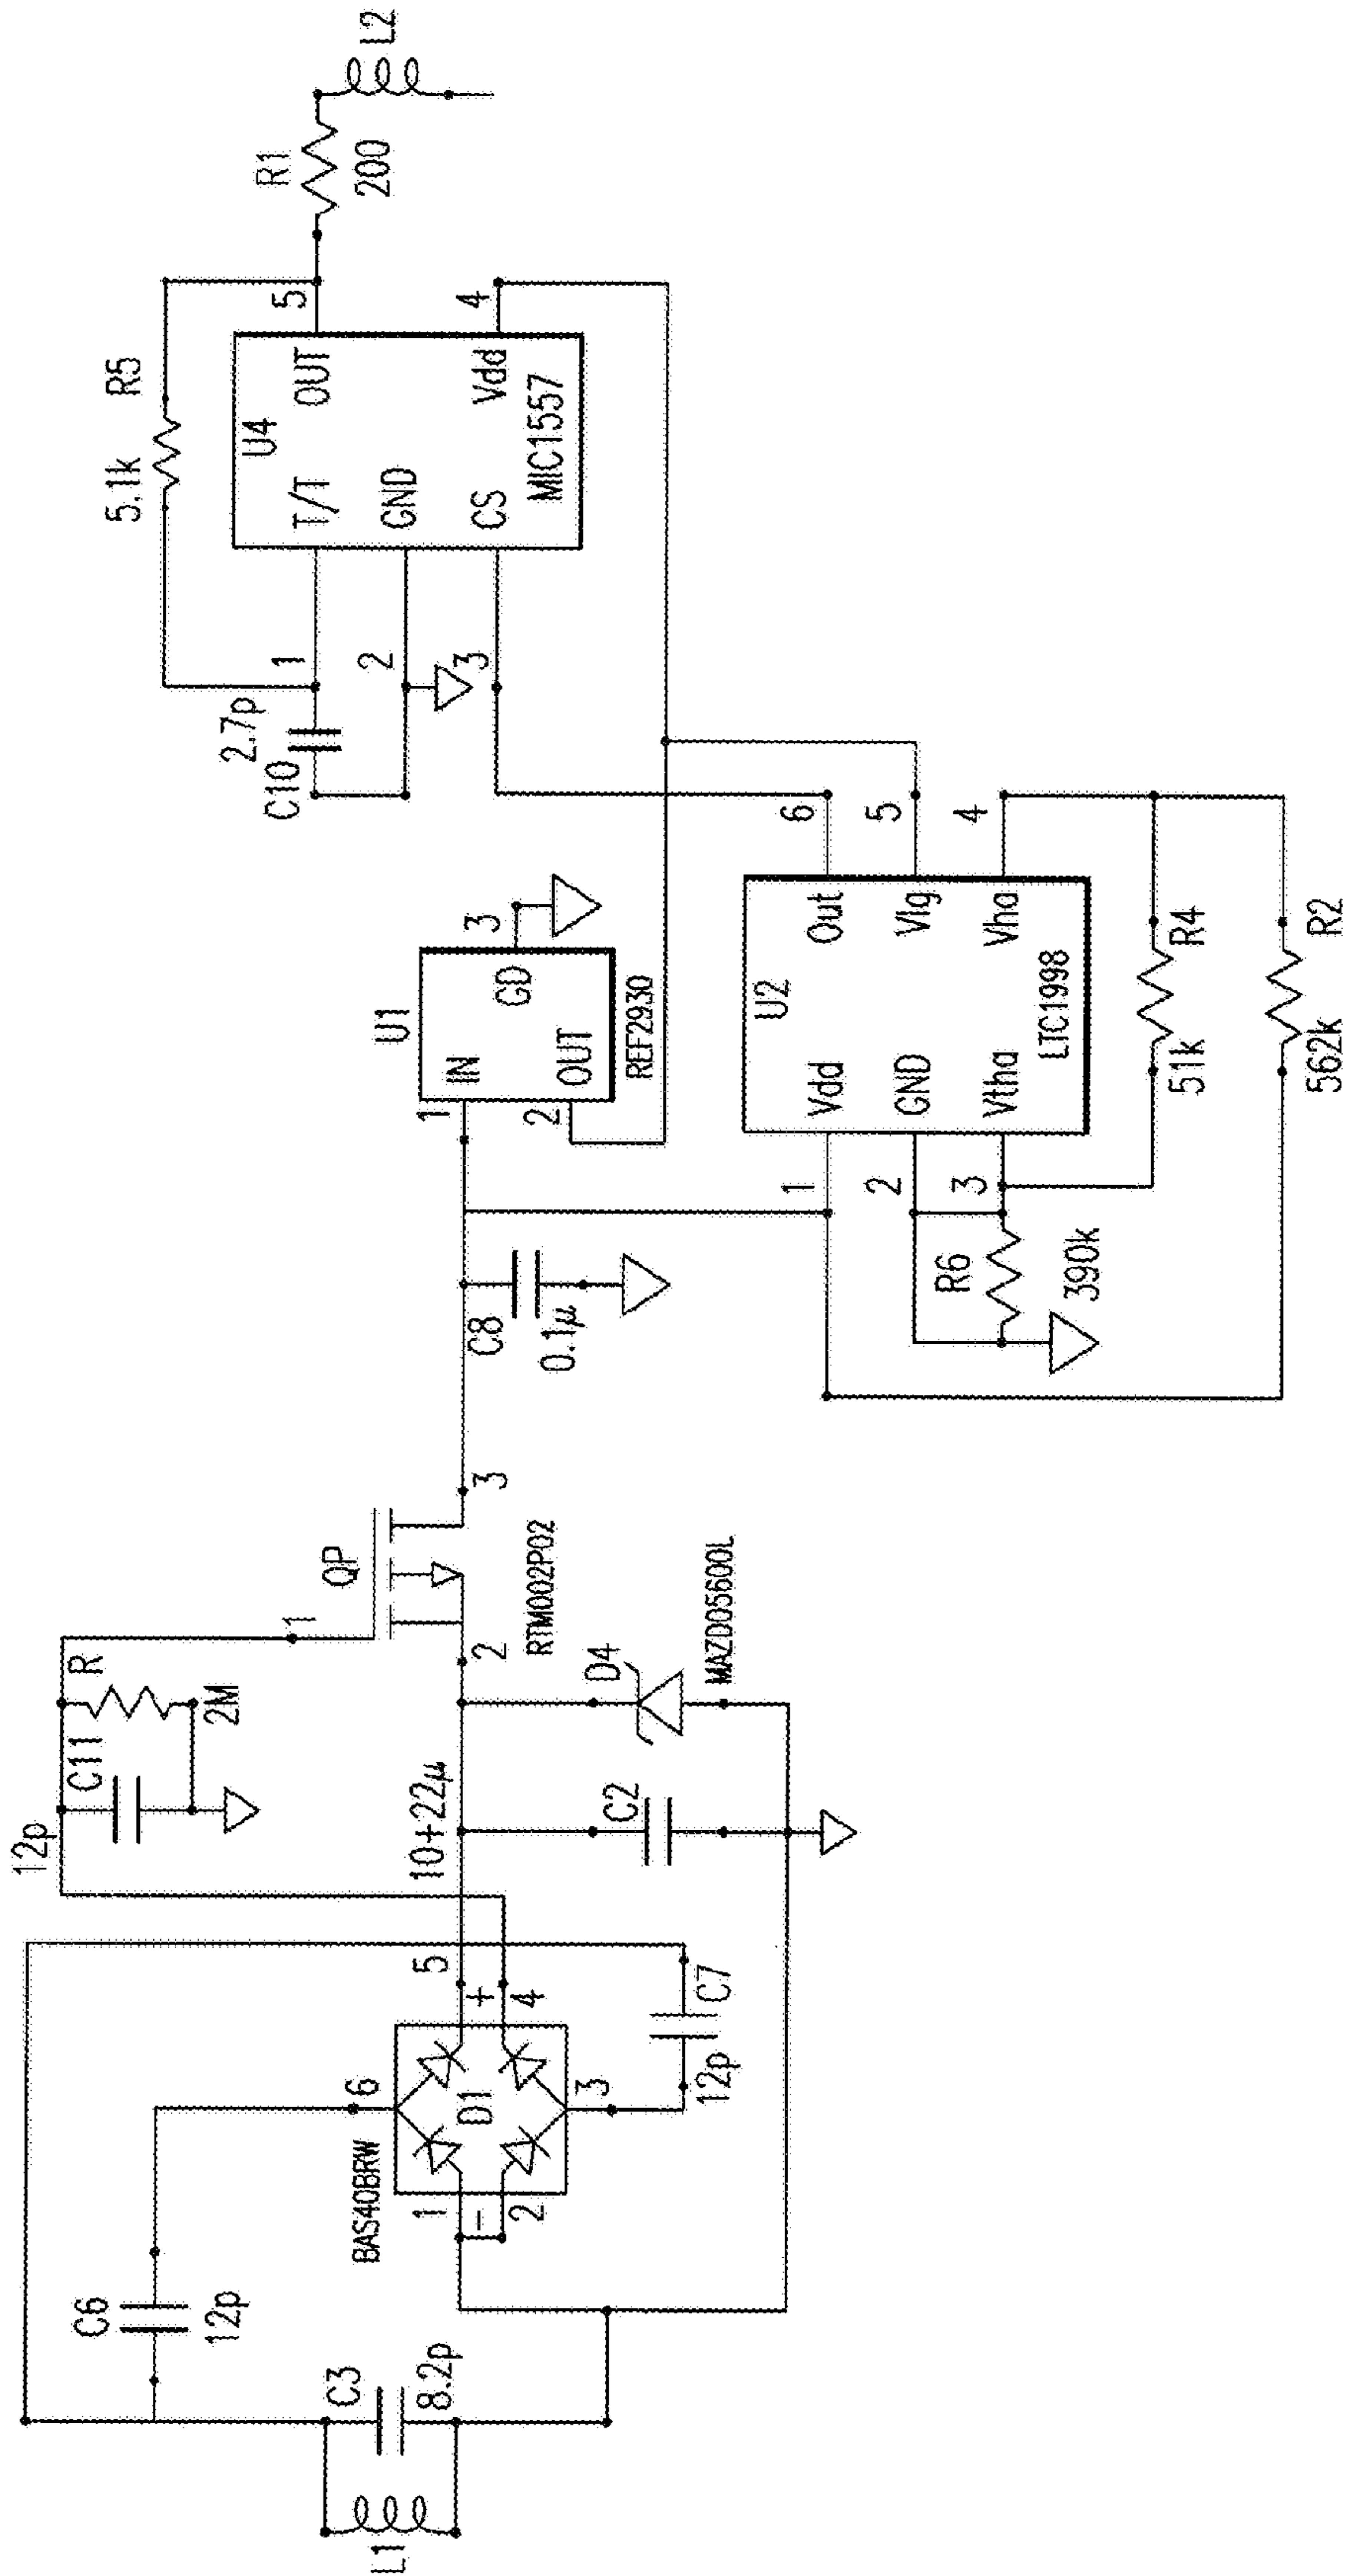 L1
C3
8.2p
C6
12p
BAS40BRW
D1
1
-
2
6
3
5
+
4
12p
C7
12p
C11
R
2M
10+22µ
C2
D4
MAZD05600L
1
QP
2
3
RTM002P02
C8
0.1µ
U1
IN
OUT
GD
1
2
3
REF2930
U2
Vdd
GND
Vtha
Out
Vlg
Vha
LTC1998
1
2
3
6
5
4
R6
390k
51k
R4
562k
R2
C10
2.7p
5.1k
R5
U4
T/T
OUT
GND
CS
Vdd
MIC1557
1
2
3
5
4
R1
200
L2